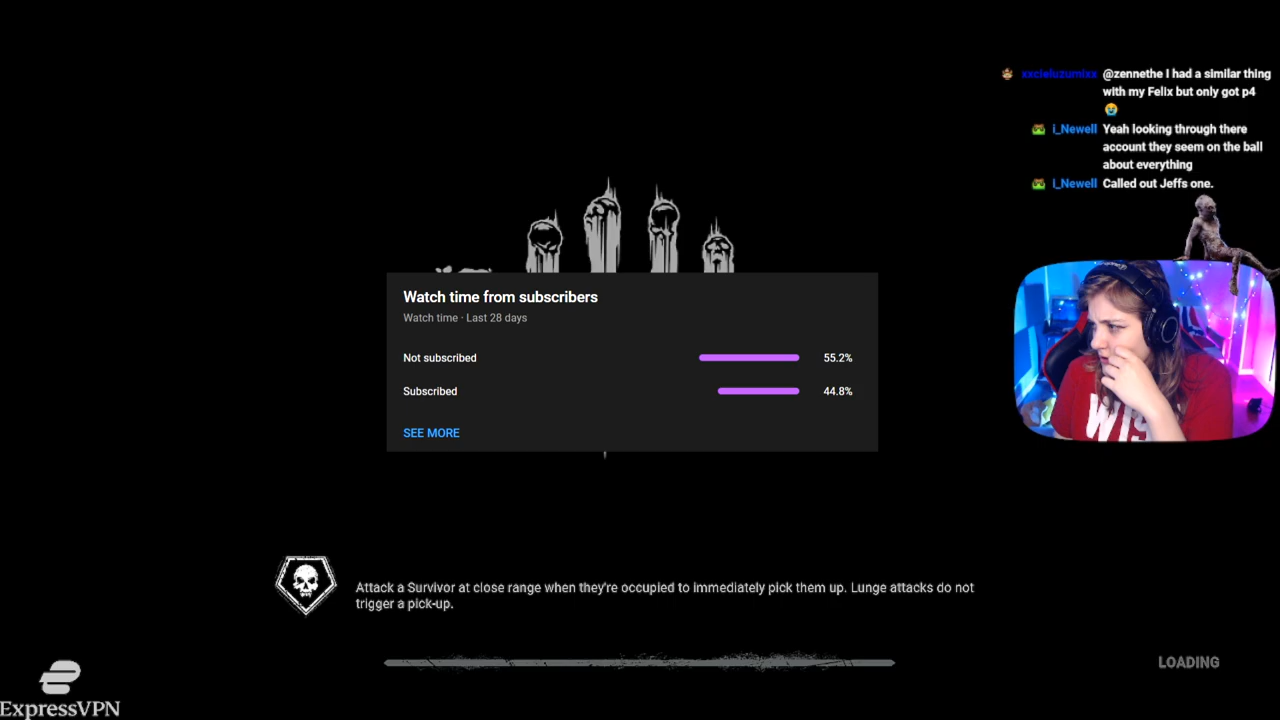 @zennethe I had a similar thing
with my Felix but only got p4
i_Newell Yeah looking through there
account they seem on the ball
about everything
i_Newell Called out Jeffs one.
Watch time from subscribers
Watch time · Last 28 days
Not subscribed 55.2%
Subscribed 44.8%
SEE MORE
Attack a Survivor at close range when they're occupied to immediately pick them up. Lunge attacks do not
trigger a pick-up.
LOADING
ExpressVPN